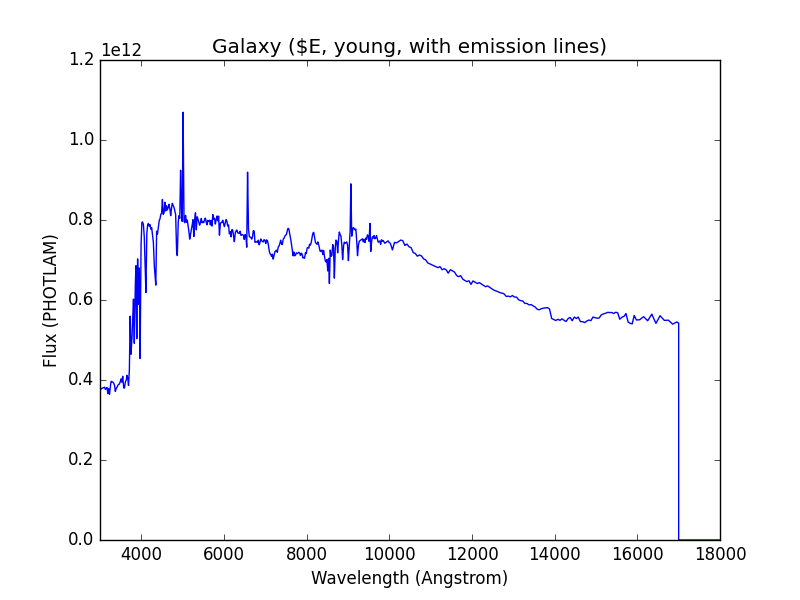 Galaxy ($E, young, with emission lines)
1e12
1.2
1.0
0.8
0.6
0.4
0.2
0.0
Flux (PHOTLAM)
4000 6000 8000 10000 12000 14000 16000 18000
Wavelength (Angstrom)